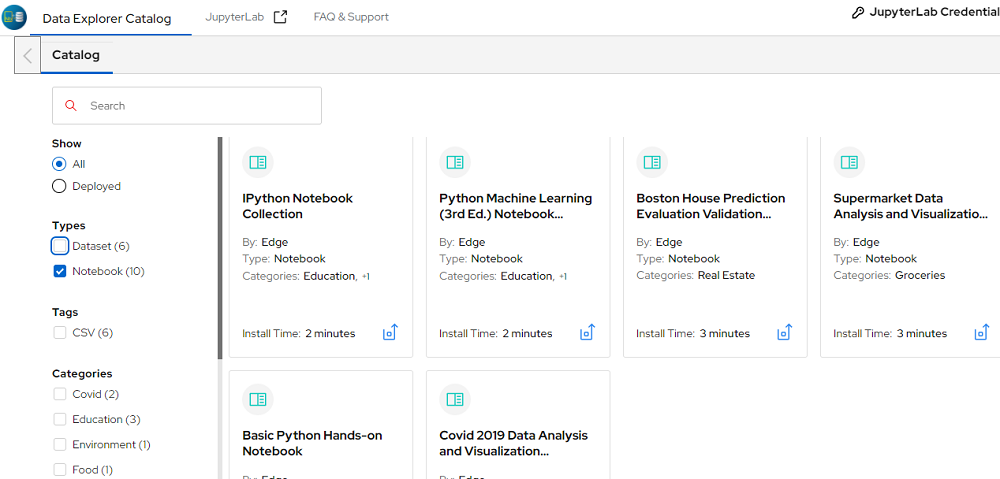 Data Explorer Catalog
JupyterLab
FAQ & Support
JupyterLab Credential
Catalog
Search
Show
All
Deployed
Types
Dataset (6)
Notebook (10)
Tags
CSV (6)
Categories
Covid (2)
Education (3)
Environment (1)
Food (1)
IPython Notebook
Collection
By: Edge
Type: Notebook
Categories: Education, +1
Install Time: 2 minutes
Python Machine Learning
(3rd Ed.) Notebook...
By: Edge
Type: Notebook
Categories: Education, +1
Install Time: 2 minutes
Boston House Prediction
Evaluation Validation...
By: Edge
Type: Notebook
Categories: Real Estate
Install Time: 3 minutes
Supermarket Data
Analysis and Visualizatio...
By: Edge
Type: Notebook
Categories: Groceries
Install Time: 3 minutes
Basic Python Hands-on
Notebook
By: Edge
Covid 2019 Data Analysis
and Visualization...
By: Edge